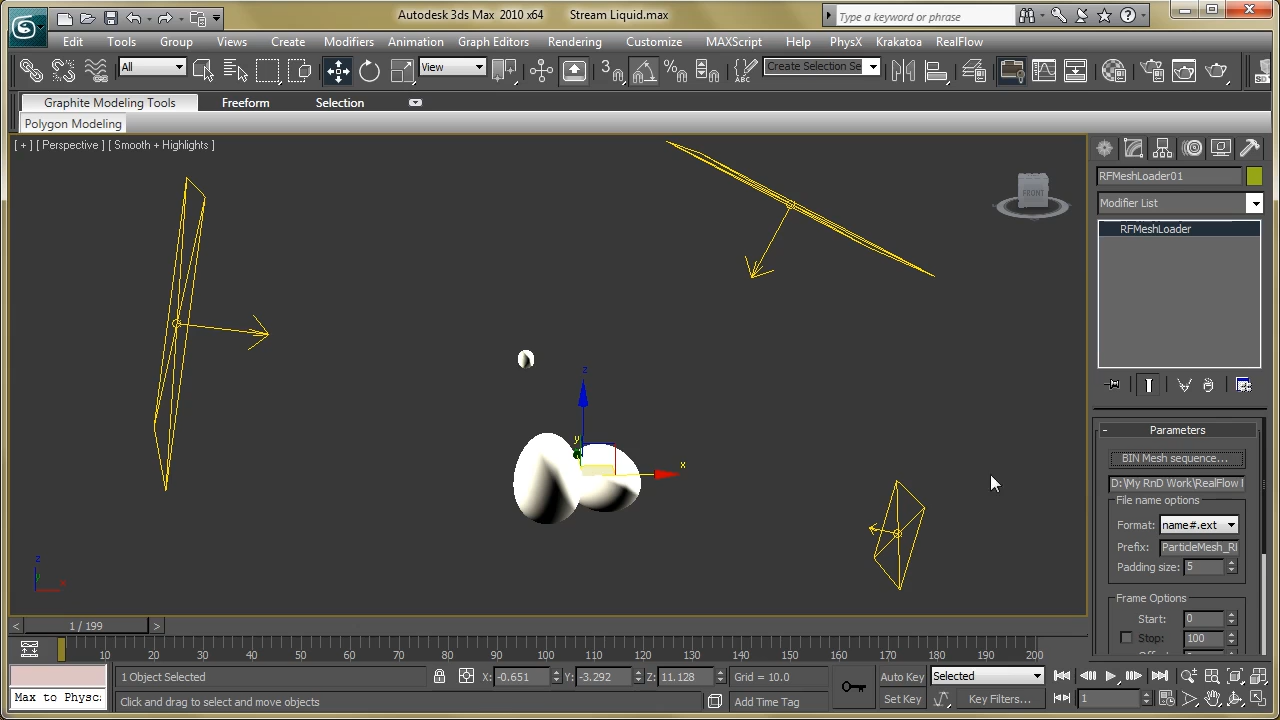 Autodesk 3ds Max 2010 x64 Stream Liquid.max
Type a keyword or phrase
Edit Tools Group Views Create Modifiers Animation Graph Editors Rendering Customize MAXScript Help PhysX Krakatoa RealFlow
All View 3 Create Selection Se
Graphite Modeling Tools Freeform Selection
Polygon Modeling
[ + ] [ Perspective ] [ Smooth + Highlights ]
FRONT
RFMeshLoader01
Modifier List
RFMeshLoader
z
y
x
- Parameters
BIN Mesh sequence...
D:\My RnD Work\RealFlow
File name options
Format: name#.ext
Prefix: ParticleMesh_R
Padding size: 5
Frame Options
Start: 0
Stop: 100
z
y
x
< 1 / 199 >
10 20 30 40 50 60 70 80 90 100 110 120 130 140 150 160 170 180 190 200
1 Object Selected X: -0.651 Y: -3.292 Z: 11.128 Grid = 10.0 Auto Key Selected
Max to Physca Click and drag to select and move objects Add Time Tag Set Key Key Filters... 1